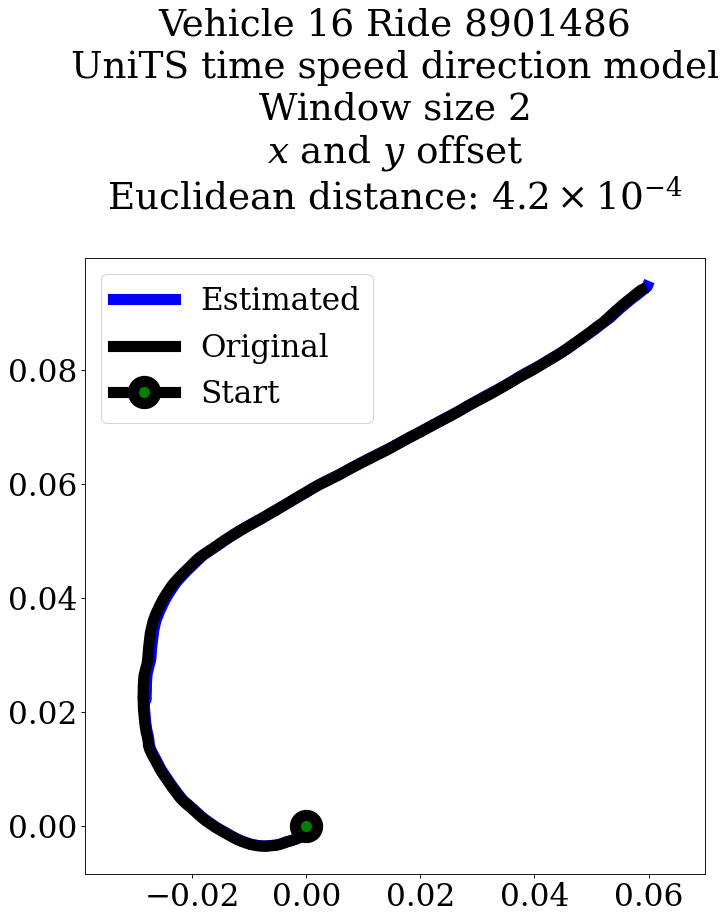 Vehicle 16 Ride 8901486
UniTS time speed direction model
Window size 2
x and y offset
Euclidean distance: 4.2 × 10⁻⁴
Estimated
Original
Start
0.08
0.06
0.04
0.02
0.00
−0.02 0.00 0.02 0.04 0.06